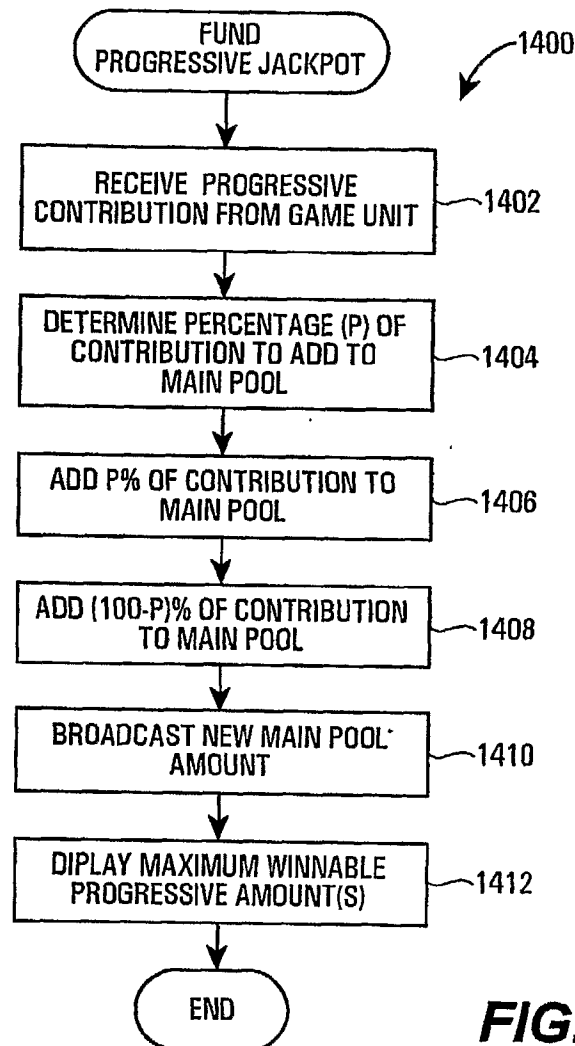 FUND
PROGRESSIVE JACKPOT
1400
RECEIVE PROGRESSIVE
CONTRIBUTION FROM GAME UNIT
1402
DETERMINE PERCENTAGE (P) OF
CONTRIBUTION TO ADD TO
MAIN POOL
1404
ADD P% OF CONTRIBUTION TO
MAIN POOL
1406
ADD (100-P)% OF CONTRIBUTION
TO MAIN POOL
1408
BROADCAST NEW MAIN POOL
AMOUNT
1410
DIPLAY MAXIMUM WINNABLE
PROGRESSIVE AMOUNT(S)
1412
END
FIG.